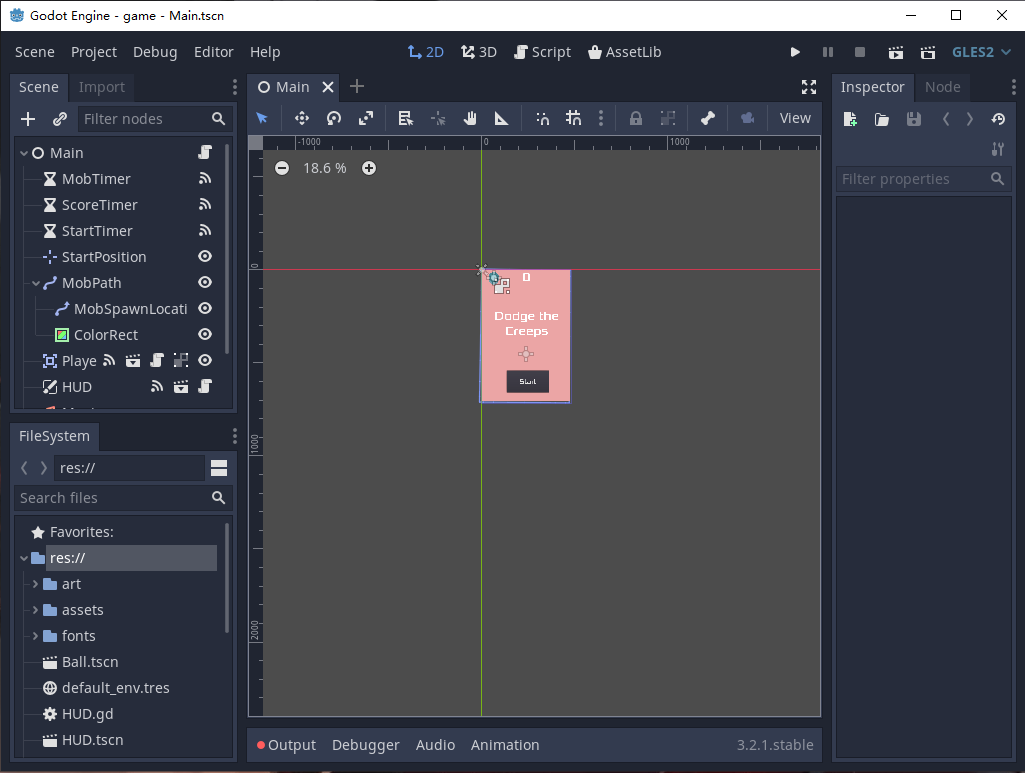 Godot Engine - game - Main.tscn
Scene Project Debug Editor Help 2D 3D Script AssetLib GLES2
Scene Import
Filter nodes
Main
MobTimer
ScoreTimer
StartTimer
StartPosition
MobPath
MobSpawnLocati
ColorRect
Playe
HUD
FileSystem
res://
Search files
Favorites:
res://
art
assets
fonts
Ball.tscn
default_env.tres
HUD.gd
HUD.tscn
Main
View
-1000 0 1000
18.6 %
0
1000
2000
0
Dodge the
Creeps
Start
Output Debugger Audio Animation 3.2.1.stable
Inspector Node
Filter properties